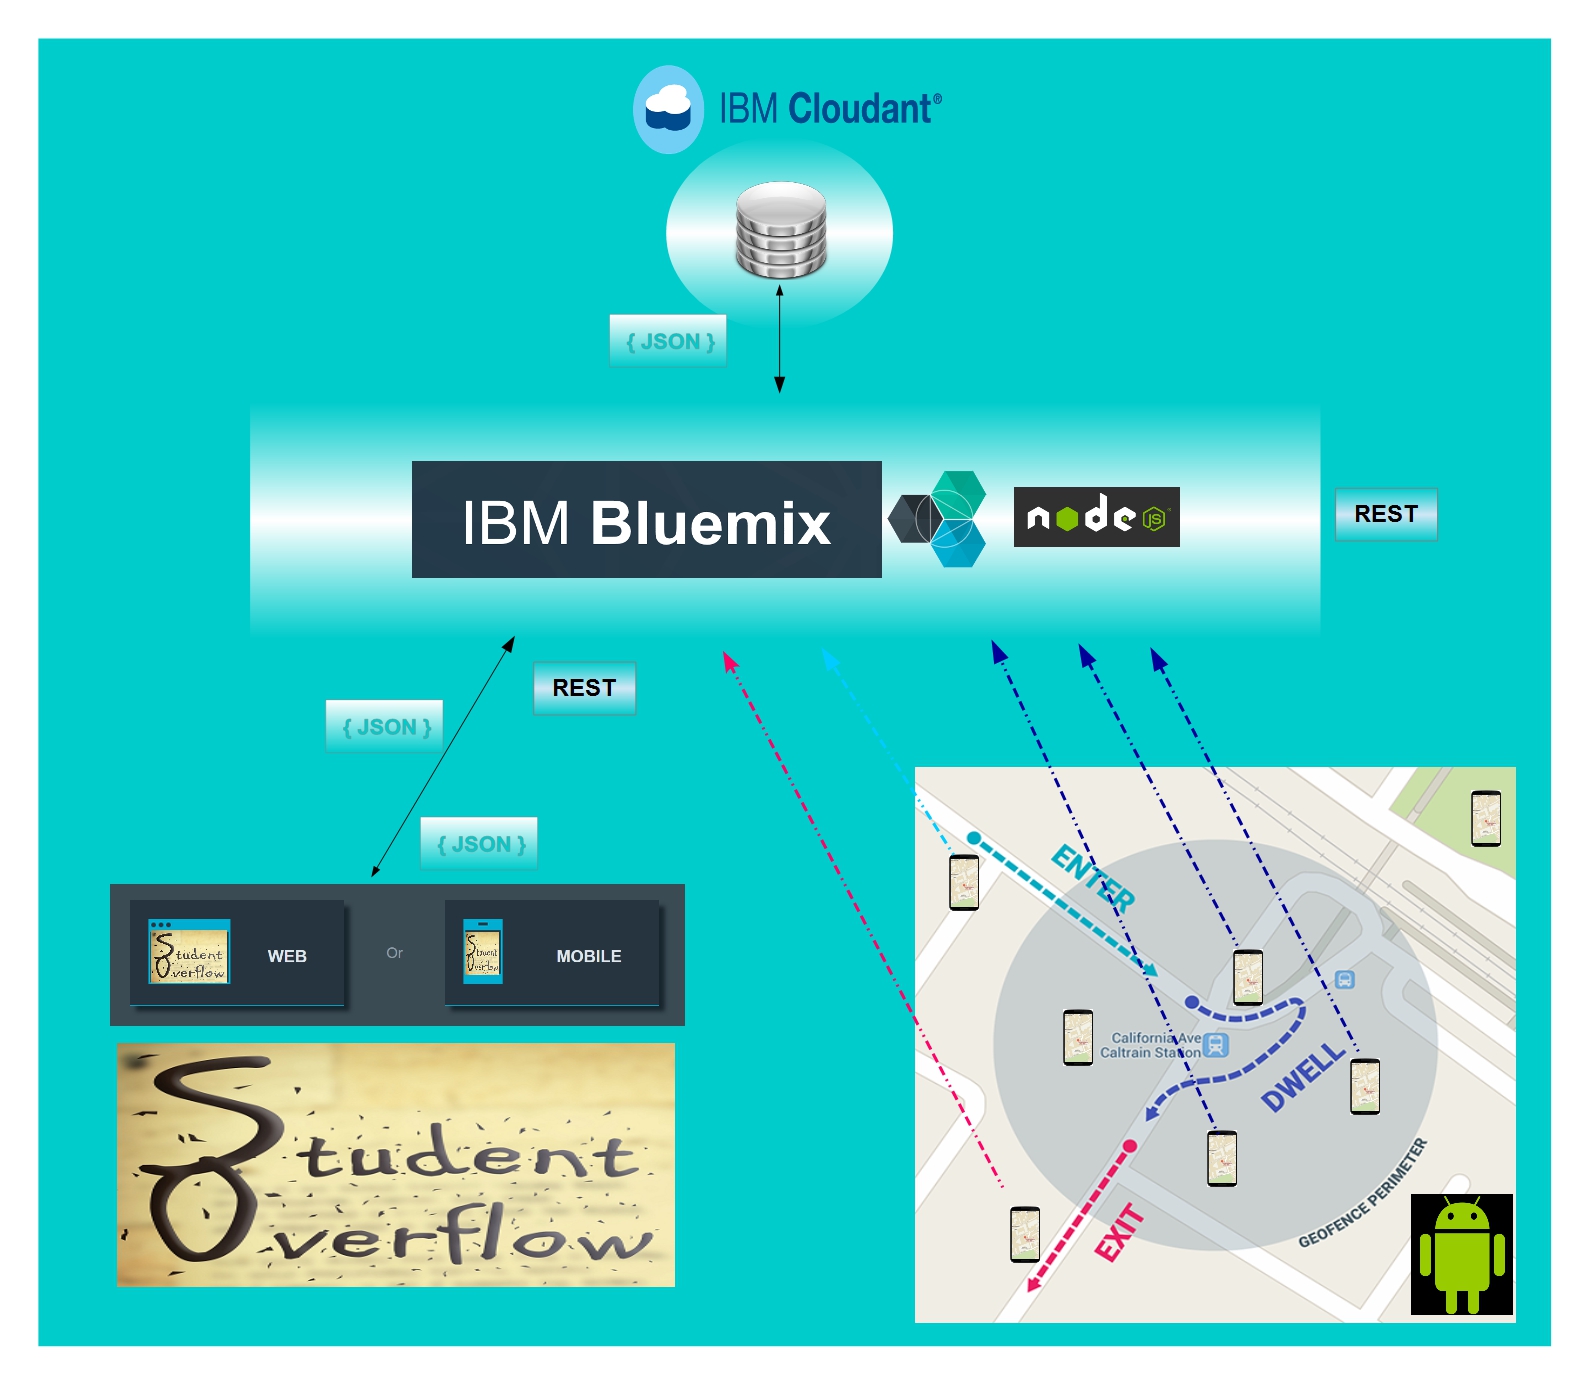 IBM Cloudant®
{ JSON }
IBM Bluemix
node JS
REST
REST
{ JSON }
{ JSON }
Student
Overflow
WEB
Or
Student
Overflow
MOBILE
Student
Overflow
ENTER
California Ave
Caltrain Station
DWELL
EXIT
GEOFENCE PERIMETER